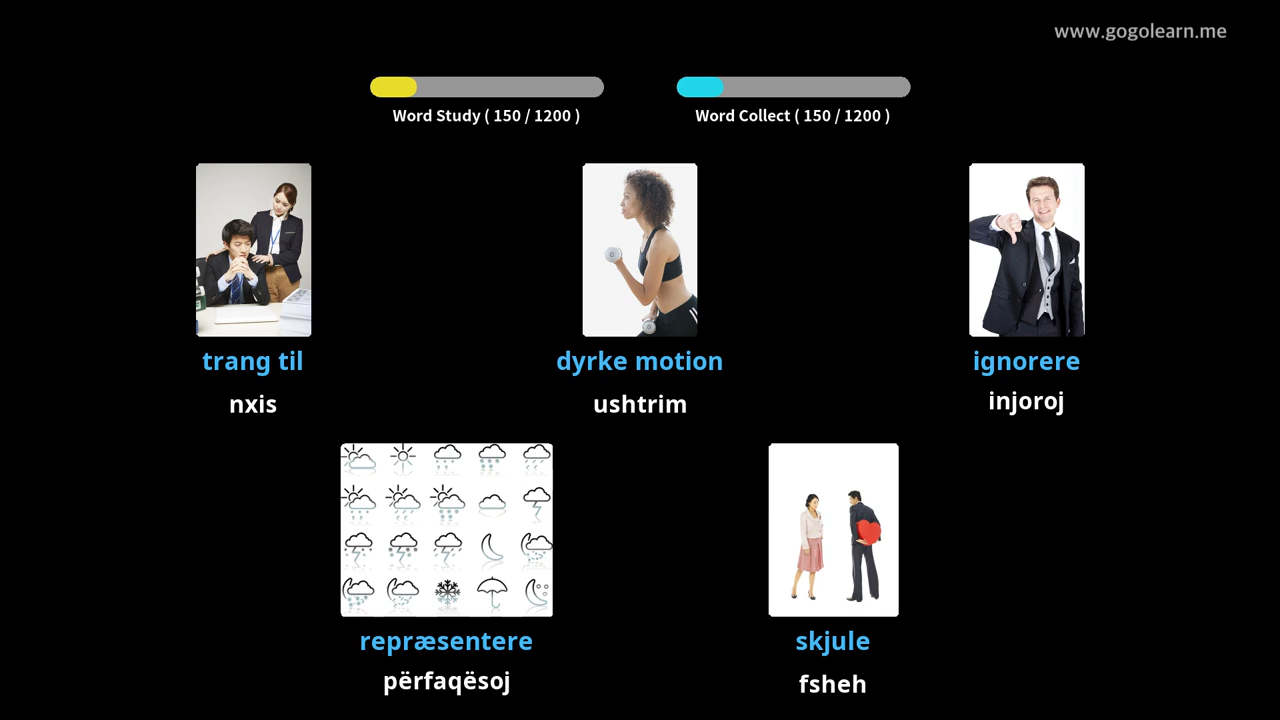 www.gogolearn.me
Word Study ( 150 / 1200 )
Word Collect ( 150 / 1200 )
trang til
dyrke motion
ignorere
nxis
ushtrim
injoroj
repræsentere
skjule
përfaqësoj
fsheh